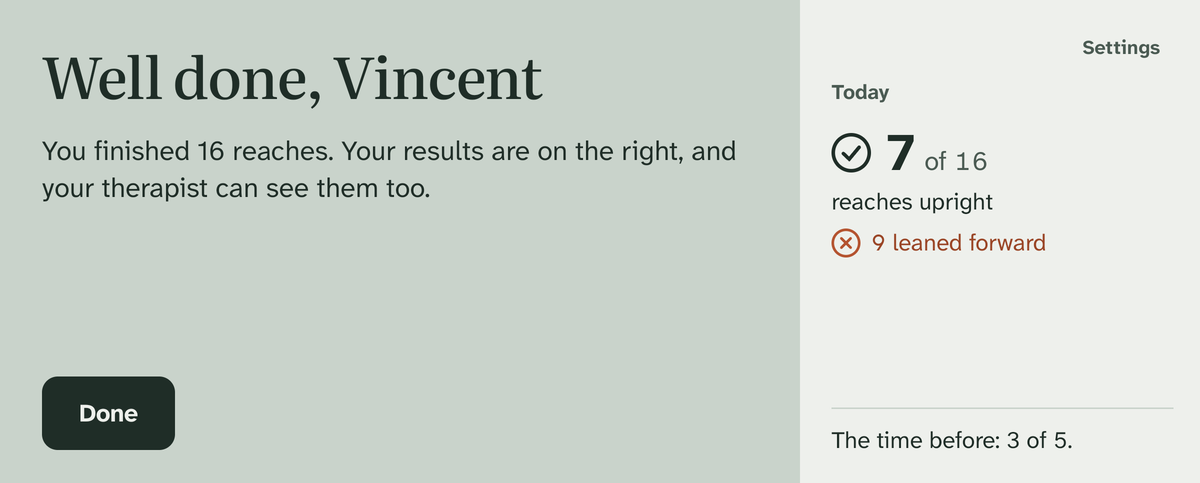 Well done, Vincent
You finished 16 reaches. Your results are on the right, and
your therapist can see them too.
Done
Settings
Today
7 of 16
reaches upright
9 leaned forward
The time before: 3 of 5.